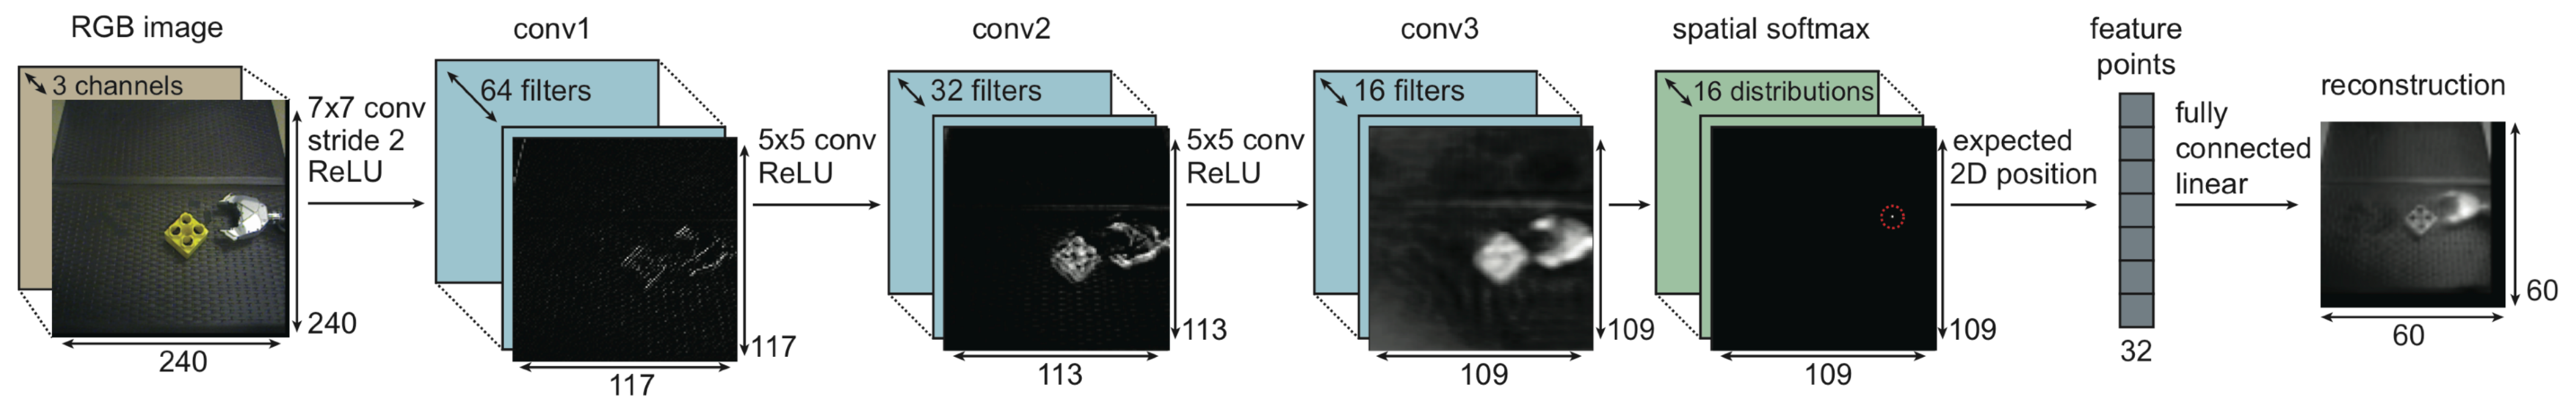 RGB image
3 channels
240
240
7x7 conv
stride 2
ReLU
conv1
64 filters
117
117
5x5 conv
ReLU
conv2
32 filters
113
113
5x5 conv
ReLU
conv3
16 filters
109
109
spatial softmax
16 distributions
109
109
expected
2D position
feature
points
32
fully
connected
linear
reconstruction
60
60